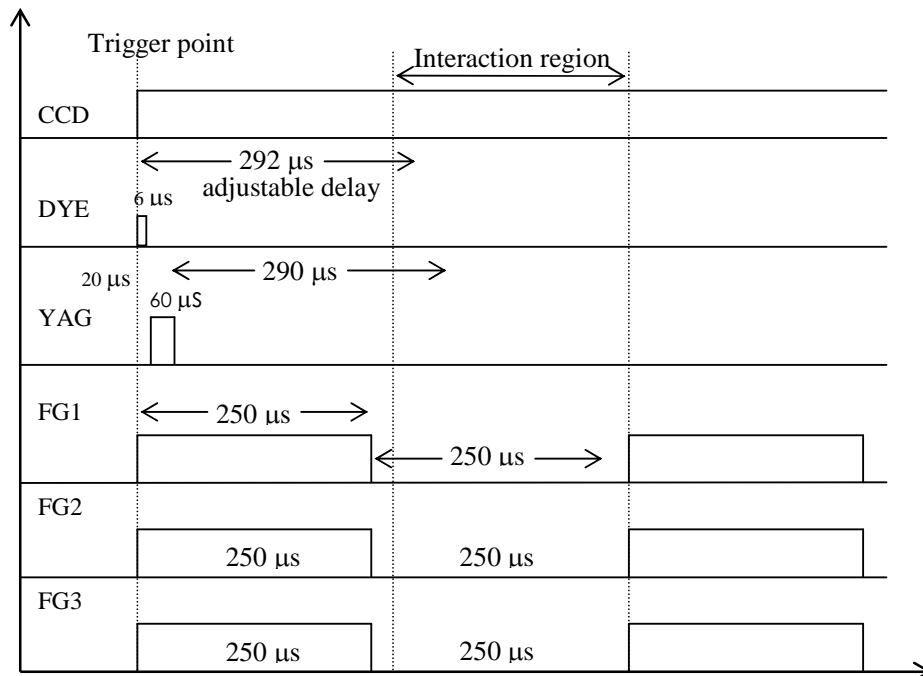 Trigger point
Interaction region
CCD
292 μs
adjustable delay
6 μs
DYE
20 μs
290 μs
60 μS
YAG
FG1
250 μs
250 μs
FG2
250 μs
250 μs
FG3
250 μs
250 μs